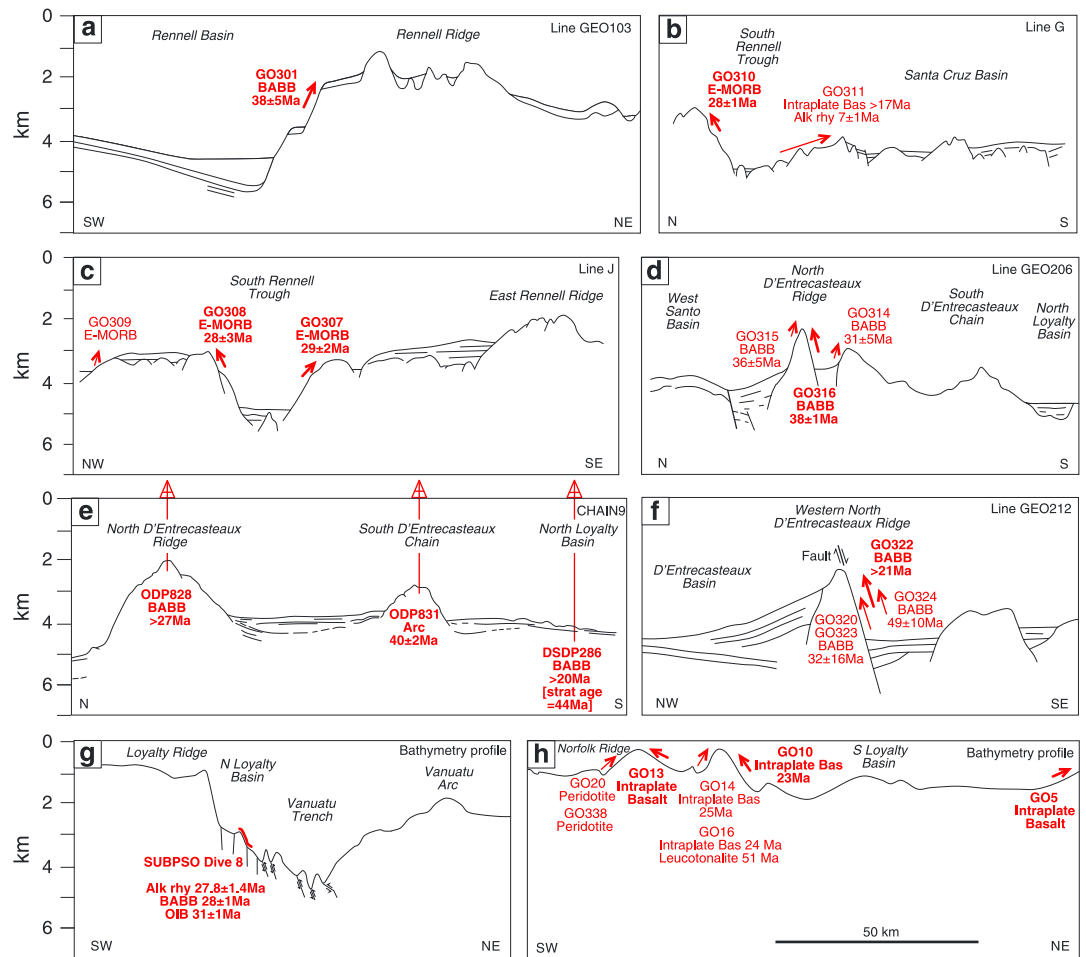 0
2
4
6
km
a
Rennell Basin
Rennell Ridge
Line GEO103
GO301
BABB
38±5Ma
SW
NE
b
South
Rennell
Trough
Line G
Santa Cruz Basin
GO310
E-MORB
28±1Ma
GO311
Intraplate Bas >17Ma
Alk rhy 7±1Ma
N
S
0
2
4
6
km
c
Line J
South Rennell
Trough
East Rennell Ridge
GO309
E-MORB
GO308
E-MORB
28±3Ma
GO307
E-MORB
29±2Ma
NW
SE
d
Line GEO206
West
Santo
Basin
North
D'Entrecasteaux
Ridge
South
D'Entrecasteaux
Chain
North
Loyalty
Basin
GO315
BABB
36±5Ma
GO314
BABB
31±5Ma
GO316
BABB
38±1Ma
N
S
0
2
4
6
km
e
CHAIN9
North D'Entrecasteaux
Ridge
South D'Entrecasteaux
Chain
North Loyalty
Basin
ODP828
BABB
>27Ma
ODP831
Arc
40±2Ma
DSDP286
BABB
>20Ma
[strat age
=44Ma]
N
S
f
Line GEO212
Western North
D'Entrecasteaux Ridge
D'Entrecasteaux
Basin
Fault
GO322
BABB
>21Ma
GO324
BABB
49±10Ma
GO320
GO323
BABB
32±16Ma
NW
SE
0
2
4
6
km
g
Bathymetry profile
Loyalty Ridge
N Loyalty
Basin
Vanuatu
Trench
Vanuatu
Arc
SUBPSO Dive 8
Alk rhy 27.8±1.4Ma
BABB 28±1Ma
OIB 31±1Ma
SW
NE
h
Bathymetry profile
Norfolk Ridge
S Loyalty
Basin
GO20
Peridotite
GO338
Peridotite
GO13
Intraplate
Basalt
GO14
Intraplate Bas
25Ma
GO16
Intraplate Bas 24 Ma
Leucotonalite 51 Ma
GO10
Intraplate Bas
23Ma
GO5
Intraplate
Basalt
50 km
SW
NE